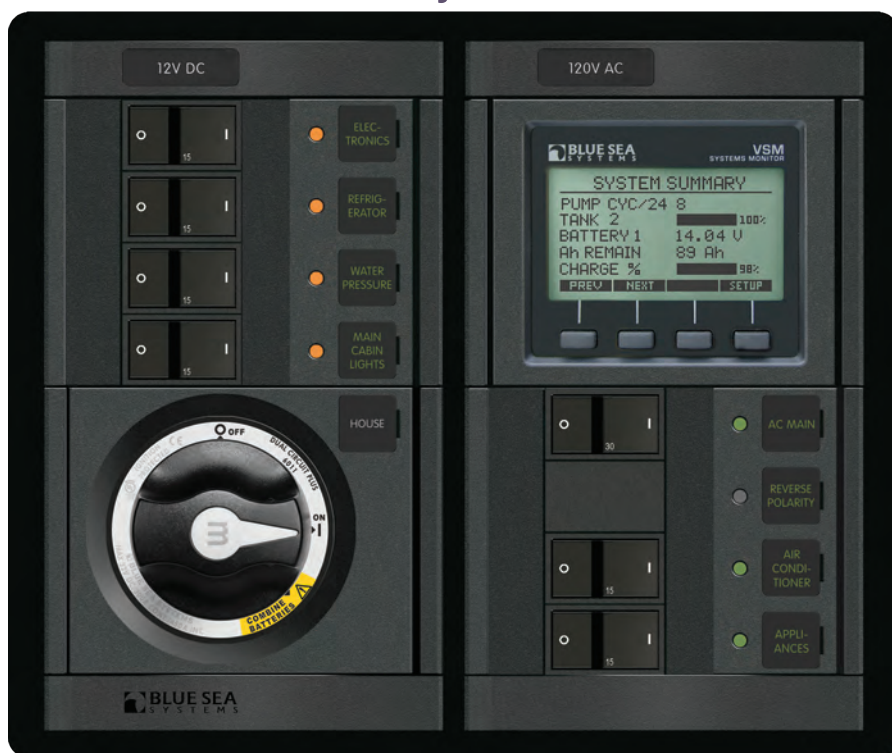 12V DC
O I
15
ELEC-
TRONICS
O I
15
REFRIG-
ERATOR
O I
15
WATER
PRESSURE
O I
15
MAIN
CABIN
LIGHTS
HOUSE
OFF
DUAL CIRCUIT PLUS
6011
ON
I
COMBINE
BATTERIES
BLUE SEA
SYSTEMS
120V AC
BLUE SEA
SYSTEMS
VSM
SYSTEMS MONITOR
SYSTEM SUMMARY
PUMP CYC/24 8
TANK 2 100%
BATTERY 1 14.04 V
Ah REMAIN 89 Ah
CHARGE % 98%
PREV NEXT SETUP
O I
30
AC MAIN
REVERSE
POLARITY
O I
15
AIR
CONDI-
TIONER
O I
15
APPLI-
ANCES